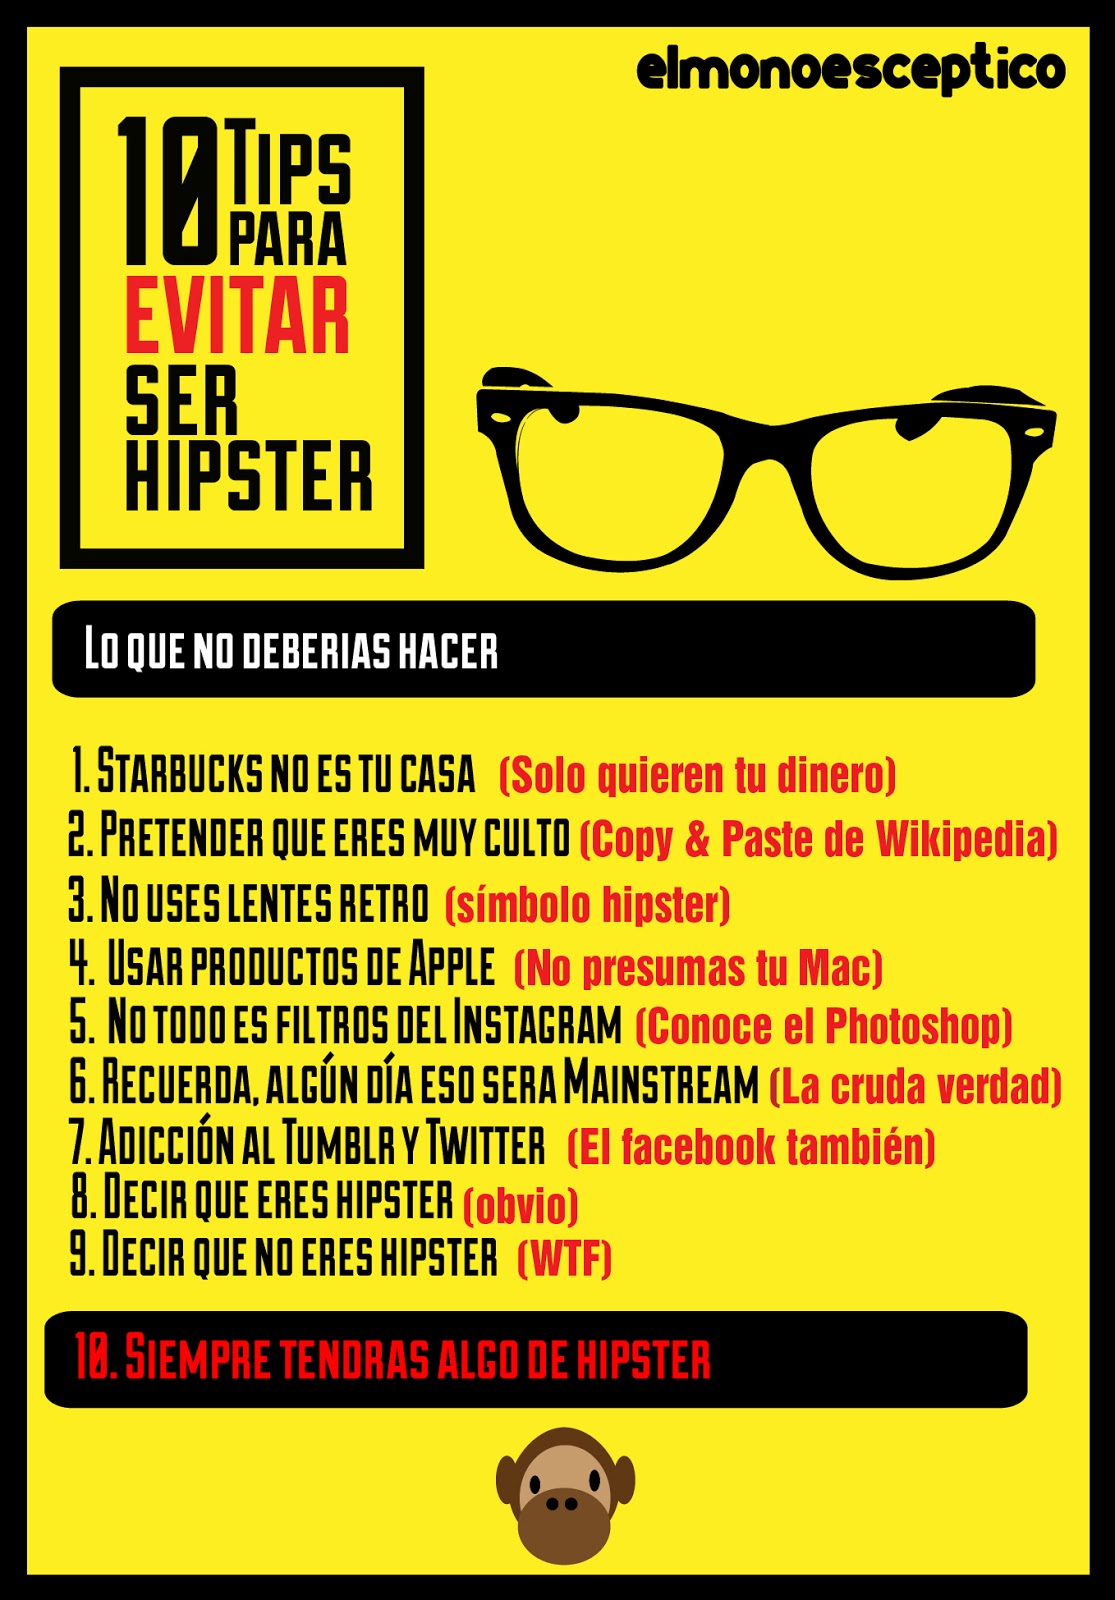 elmonoesceptico
10 Tips
para
EVITAR
ser
hipster
Lo que no deberias hacer
1. Starbucks no es tu casa (Solo quieren tu dinero)
2. Pretender que eres muy culto (Copy & Paste de Wikipedia)
3. No uses lentes retro (símbolo hipster)
4. Usar productos de Apple (No presumas tu Mac)
5. No todo es filtros del Instagram (Conoce el Photoshop)
6. Recuerda, algún día eso sera Mainstream (La cruda verdad)
7. Adicción al Tumblr y Twitter (El facebook también)
8. Decir que eres hipster (obvio)
9. Decir que no eres hipster (WTF)
10. Siempre tendras algo de hipster